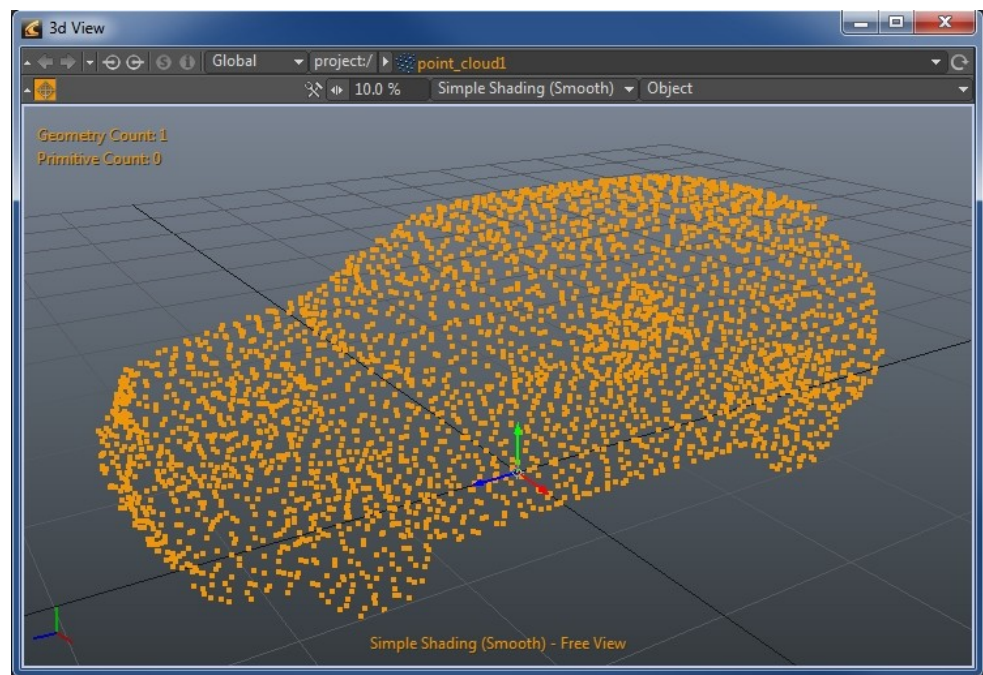 3d View
Global project:/ point_cloud1
10.0 % Simple Shading (Smooth) Object
Geometry Count: 1
Primitive Count: 0
Simple Shading (Smooth) - Free View